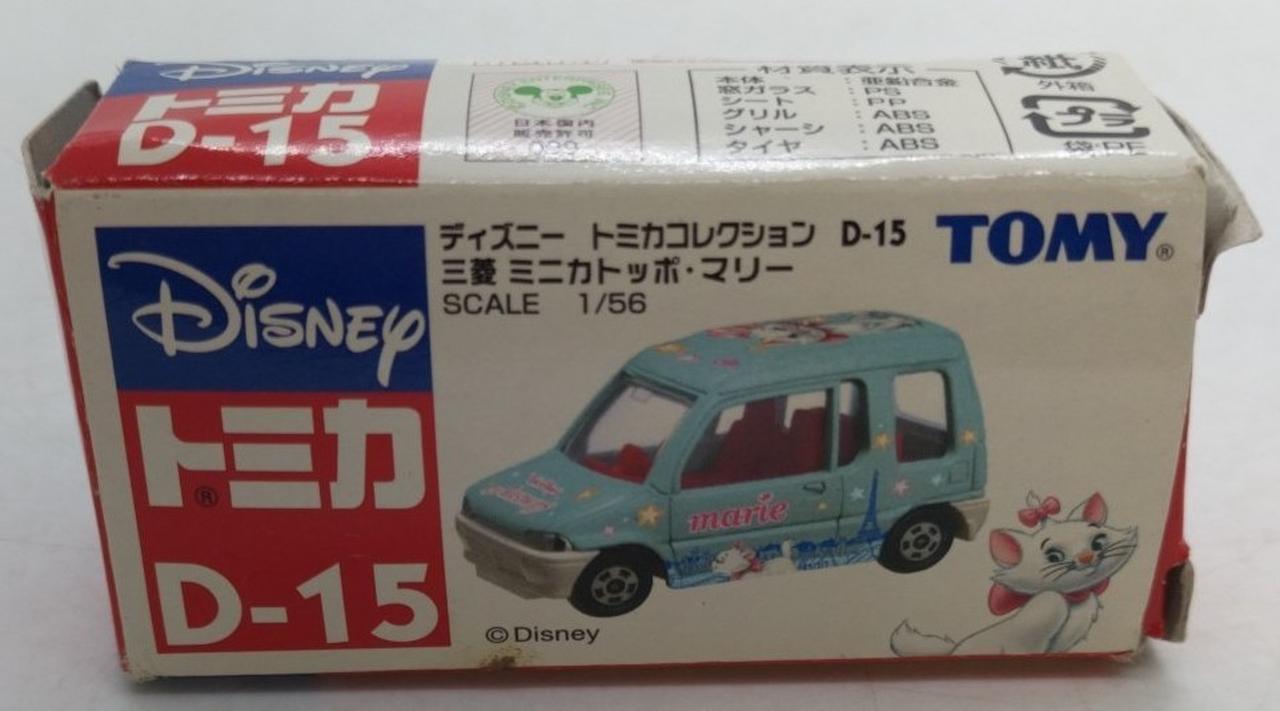 DISNEY
トミカ
D-15
日本国内
販売許可
029
材質表示
本体 : 亜鉛合金
窓ガラス : PS
シート : PP
グリル : ABS
シャーシ : ABS
タイヤ : ABS
紙
外箱
プラ
袋:PE
DISNEY
トミカ®
D-15
ディズニー トミカコレクション D-15
三菱 ミニカトッポ・マリー
SCALE 1/56
TOMY®
marie
©Disney